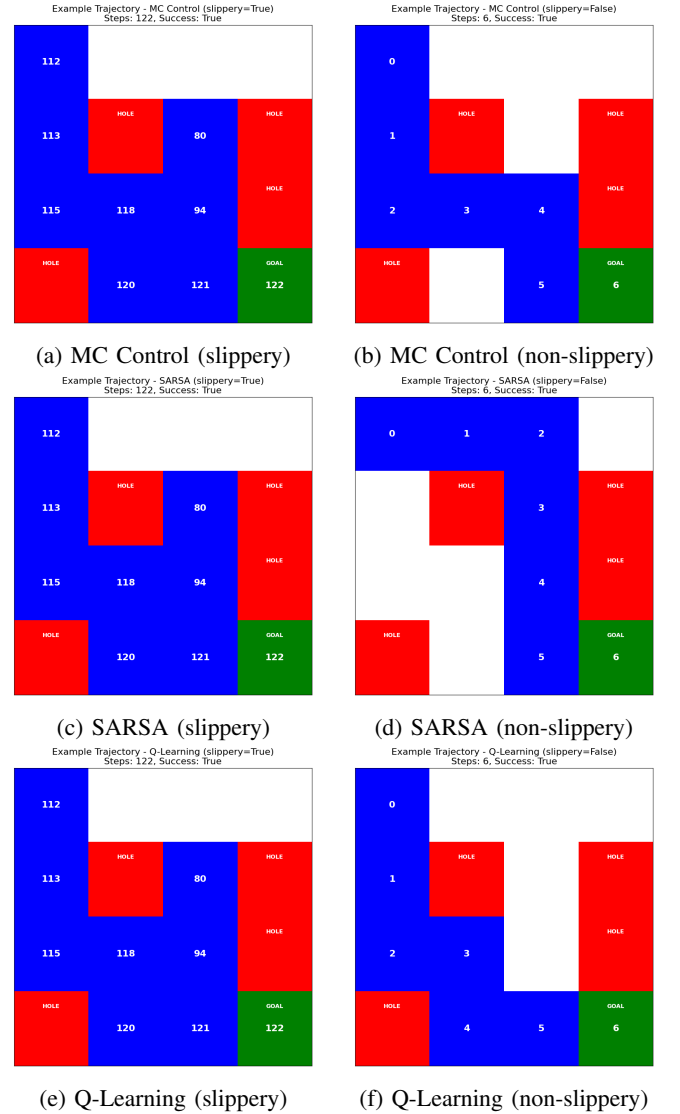 Example Trajectory - MC Control (slippery=True)
Steps: 122, Success: True
112
HOLE
HOLE
113
80
HOLE
115
118
94
HOLE
GOAL
120
121
122
(a) MC Control (slippery)
Example Trajectory - MC Control (slippery=False)
Steps: 6, Success: True
0
HOLE
HOLE
1
HOLE
2
3
4
HOLE
GOAL
5
6
(b) MC Control (non-slippery)
Example Trajectory - SARSA (slippery=True)
Steps: 122, Success: True
112
HOLE
HOLE
113
80
HOLE
115
118
94
HOLE
GOAL
120
121
122
(c) SARSA (slippery)
Example Trajectory - SARSA (slippery=False)
Steps: 6, Success: True
0
1
2
HOLE
HOLE
3
HOLE
4
HOLE
GOAL
5
6
(d) SARSA (non-slippery)
Example Trajectory - Q-Learning (slippery=True)
Steps: 122, Success: True
112
HOLE
HOLE
113
80
HOLE
115
118
94
HOLE
GOAL
120
121
122
(e) Q-Learning (slippery)
Example Trajectory - Q-Learning (slippery=False)
Steps: 6, Success: True
0
HOLE
HOLE
1
HOLE
2
3
HOLE
GOAL
4
5
6
(f) Q-Learning (non-slippery)